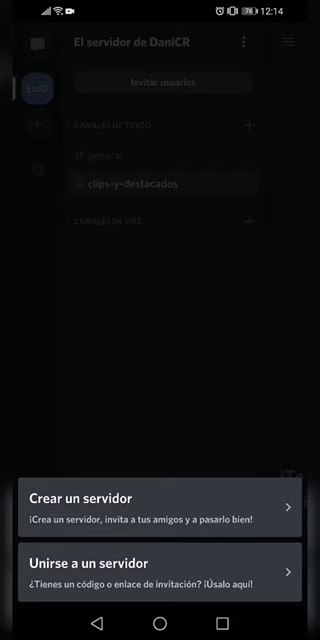 76
12:14
El servidor de DaniCR
EsdD
Invitar usuarios
CANALES DE TEXTO
general
clips-y-destacados
CANALES DE VOZ
Crear un servidor
¡Crea un servidor, invita a tus amigos y a pasarlo bien!
Unirse a un servidor
¿Tienes un código o enlace de invitación? ¡Úsalo aquí!